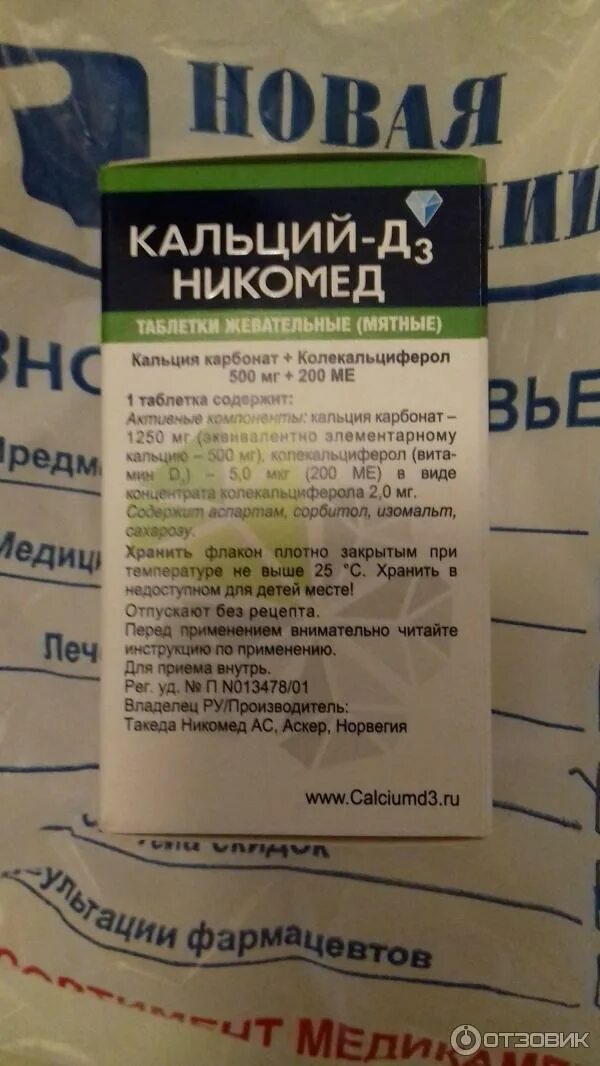 НОВАЯ
КАЛЬЦИЙ-Д3
НИКОМЕД
ТАБЛЕТКИ ЖЕВАТЕЛЬНЫЕ (МЯТНЫЕ)
Кальция карбонат + Колекальциферол
500 мг + 200 МЕ
1 таблетка содержит:
Активные компоненты: кальция карбонат –
1250 мг (эквивалентно элементарному
кальцию – 500 мг), колекальциферол (вита-
мин D3) – 5,0 мкг (200 МЕ) в виде
концентрата колекальциферола 2,0 мг.
Содержит аспартам, сорбитол, изомальт,
сахарозу.
Хранить флакон плотно закрытым при
температуре не выше 25 °С. Хранить в
недоступном для детей месте!
Отпускают без рецепта.
Перед применением внимательно читайте
инструкцию по применению.
Для приема внутрь.
Рег. уд. № П N013478/01
Владелец РУ/Производитель:
Такеда Никомед АС, Аскер, Норвегия
www.Calciumd3.ru
скидок
ультации фармацевтов
ОРТИМЕНТ МЕДИКАМЕ
ОТЗОВИК